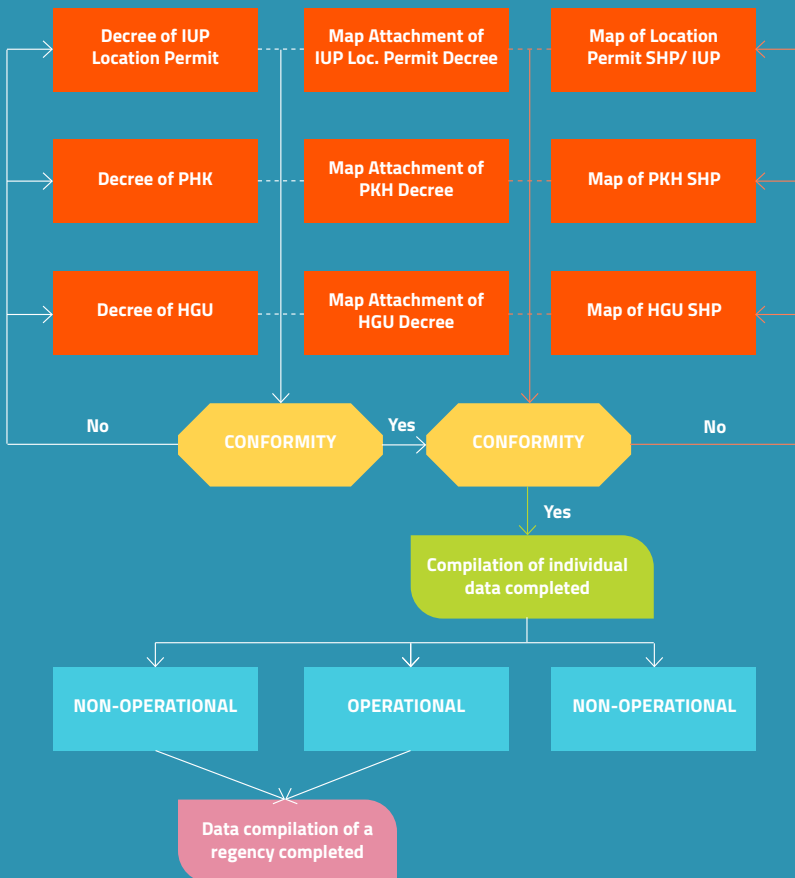 Decree of IUP
Location Permit
Map Attachment of
IUP Loc. Permit Decree
Map of Location
Permit SHP/ IUP
Decree of PHK
Map Attachment of
PKH Decree
Map of PKH SHP
Decree of HGU
Map Attachment of
HGU Decree
Map of HGU SHP
No
CONFORMITY
Yes
CONFORMITY
No
Yes
Compilation of individual
data completed
NON-OPERATIONAL
OPERATIONAL
NON-OPERATIONAL
Data compilation of a
regency completed